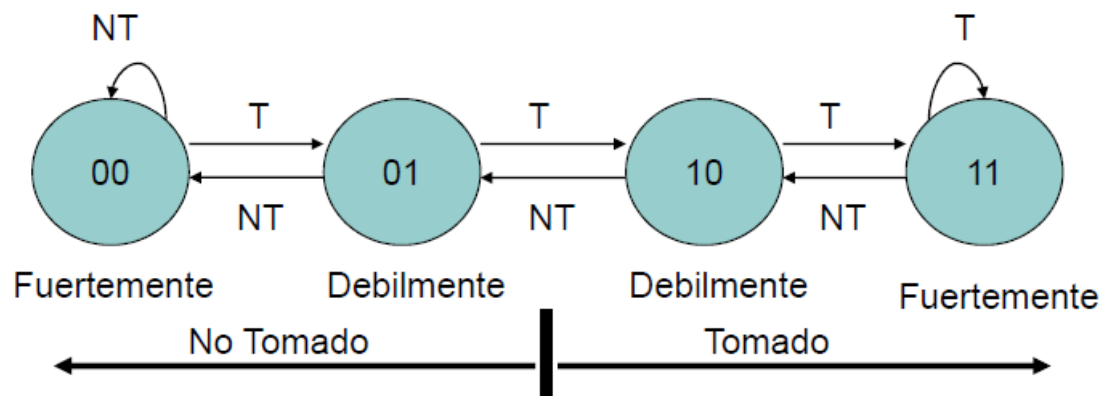 NT
T
T
T
T
00
01
10
11
NT
NT
NT
Fuertemente
Debilmente
Debilmente
Fuertemente
No Tomado
Tomado